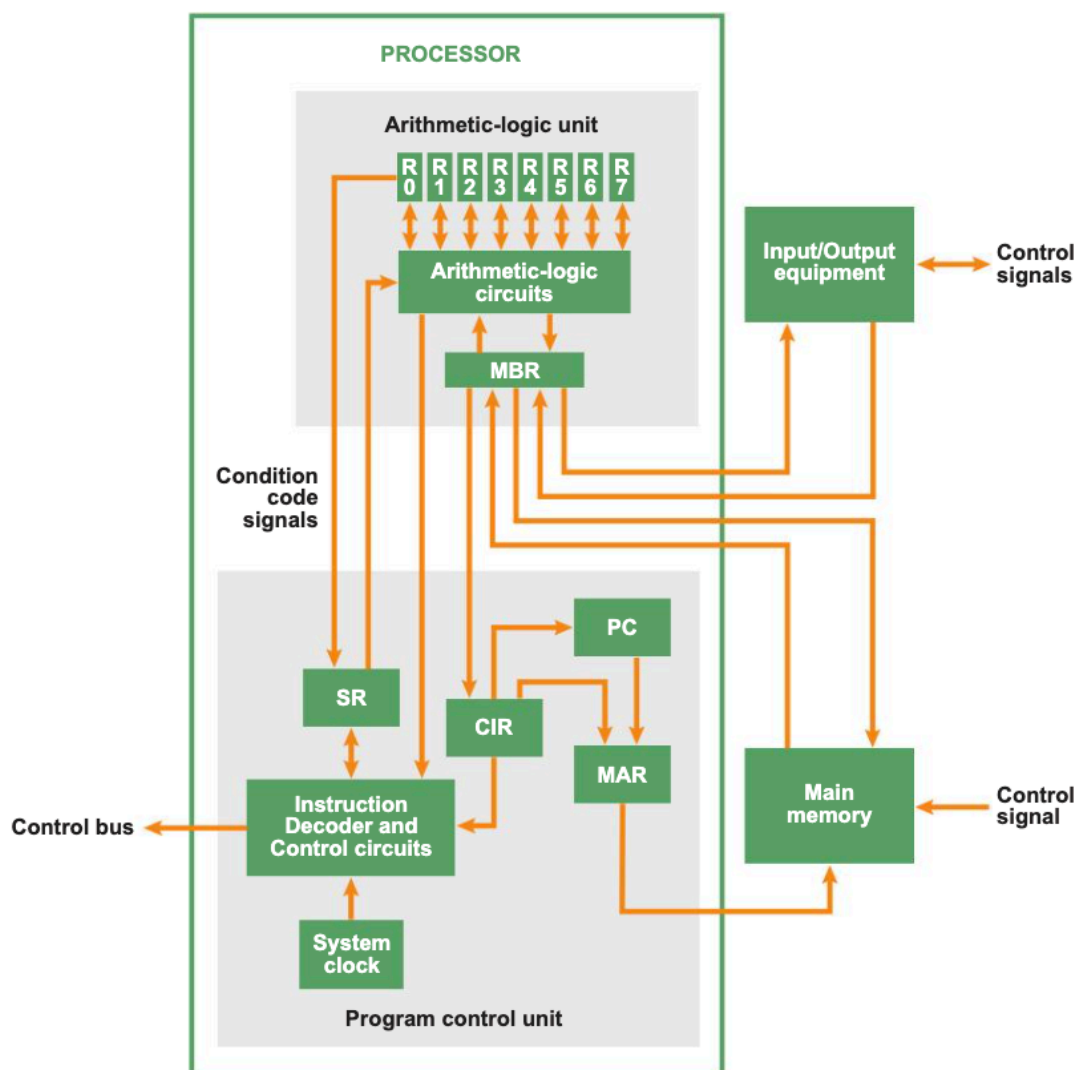 PROCESSOR
Arithmetic-logic unit
R
0
R
1
R
2
R
3
R
4
R
5
R
6
R
7
Arithmetic-logic
circuits
MBR
Input/Output
equipment
Control
signals
Condition
code
signals
PC
SR
CIR
MAR
Instruction
Decoder and
Control circuits
Control bus
Main
memory
Control
signal
System
clock
Program control unit